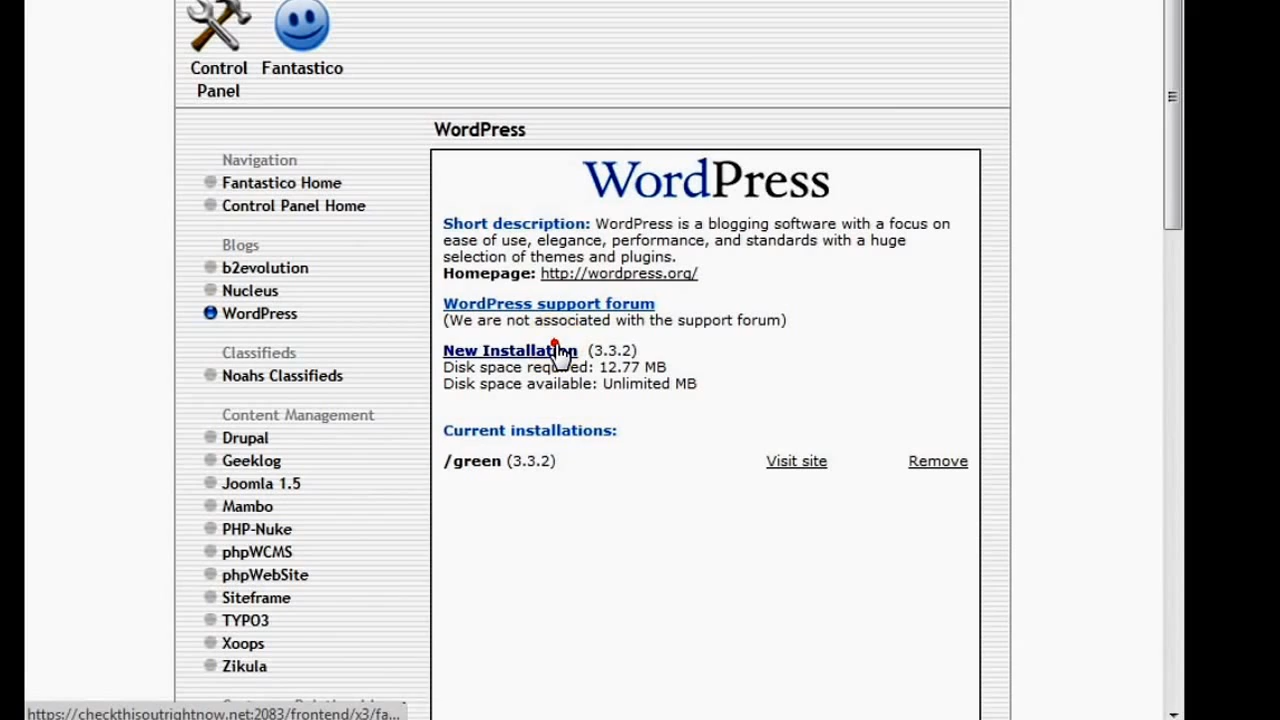 Control Panel
Fantastico
Navigation
Fantastico Home
Control Panel Home
Blogs
b2evolution
Nucleus
WordPress
Classifieds
Noahs Classifieds
Content Management
Drupal
Geeklog
Joomla 1.5
Mambo
PHP-Nuke
phpWCMS
phpWebSite
Siteframe
TYPO3
Xoops
Zikula
WordPress
WordPress
Short description: WordPress is a blogging software with a focus on
ease of use, elegance, performance, and standards with a huge
selection of themes and plugins.
Homepage: http://wordpress.org/
WordPress support forum
(We are not associated with the support forum)
New Installation (3.3.2)
Disk space required: 12.77 MB
Disk space available: Unlimited MB
Current installations:
/green (3.3.2) Visit site Remove
https://checkthisoutrightnow.net:2083/frontend/x3/fa...